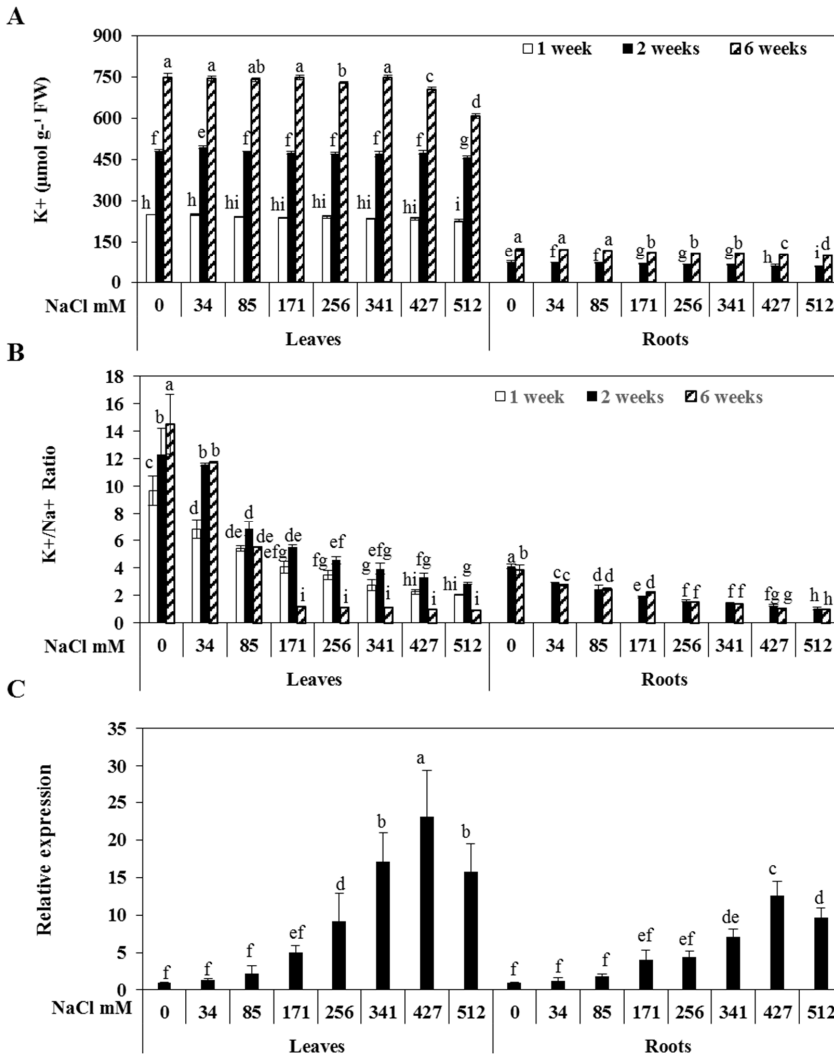 A
K+ (µmol g-¹ FW)
900
750
600
450
300
150
0
1 week 2 weeks 6 weeks
a a ab a b a c d
f e f f f f f g
h h hi hi hi hi hi i
a a a b b b c d
e f f g g g h i
NaCl mM 0 34 85 171 256 341 427 512 0 34 85 171 256 341 427 512
Leaves Roots
B
K+/Na+ Ratio
18
16
14
12
10
8
6
4
2
0
1 week 2 weeks 6 weeks
c b a d b b de d de efg de i fg ef i g efg i hi fg i hi g i
a b c c d d e d f f f f fg g h h
NaCl mM 0 34 85 171 256 341 427 512 0 34 85 171 256 341 427 512
Leaves Roots
C
Relative expression
35
30
25
20
15
10
5
0
f f f ef d b a b f f f ef ef de c d
NaCl mM 0 34 85 171 256 341 427 512 0 34 85 171 256 341 427 512
Leaves Roots